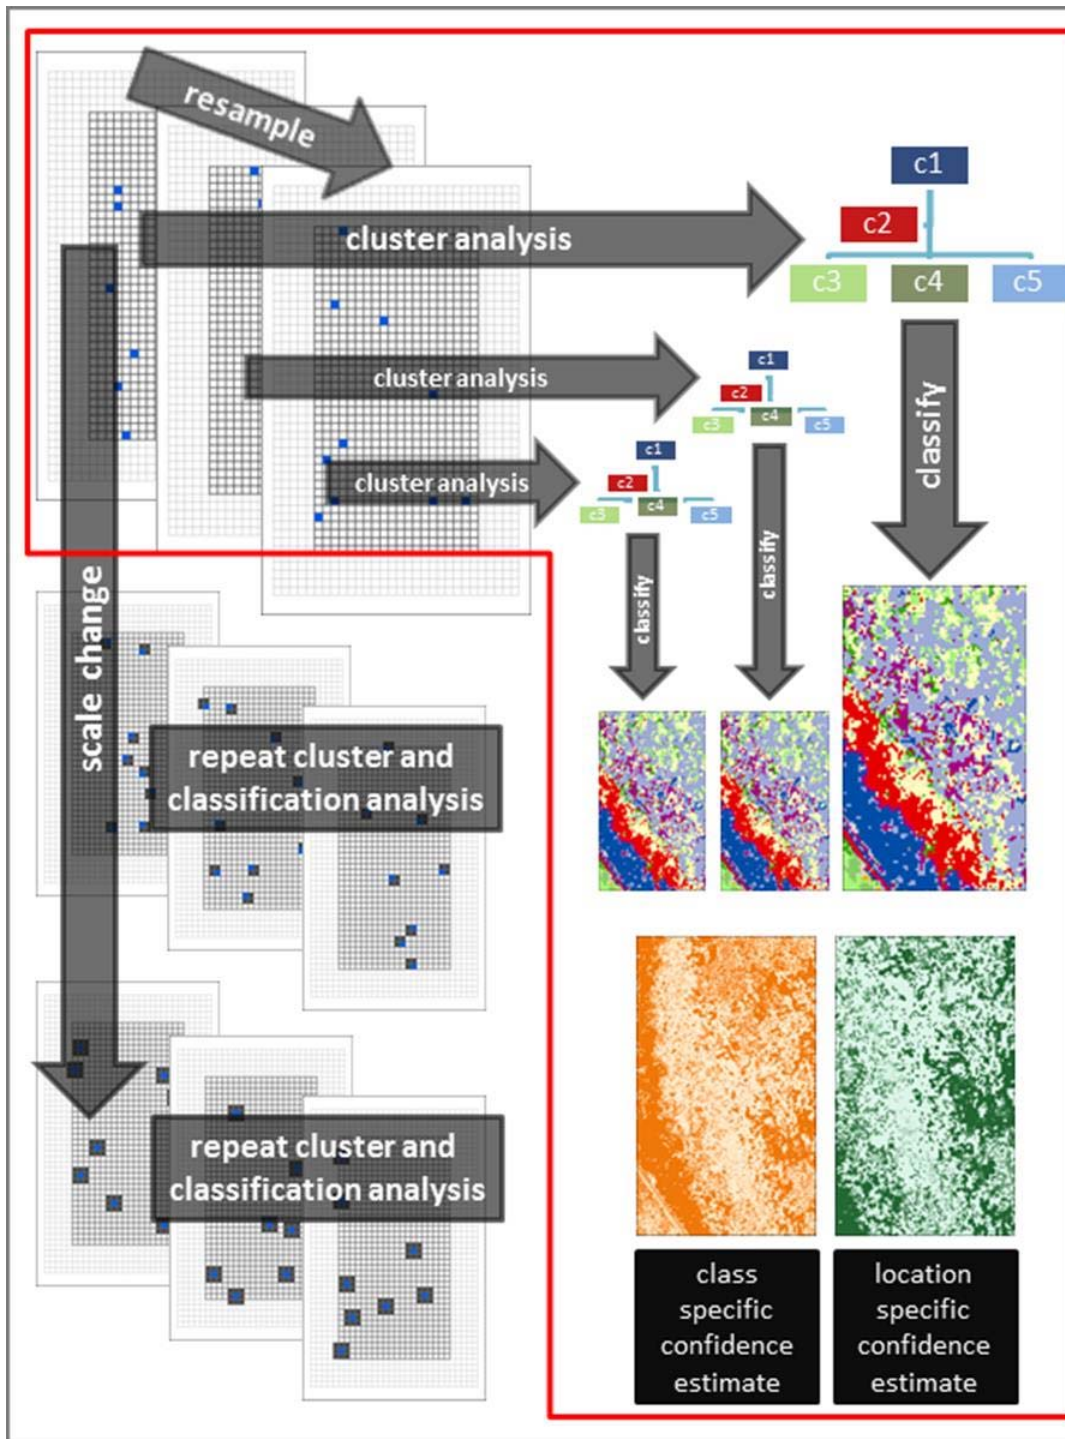 resample
cluster analysis
c1
c2
c3
c4
c5
cluster analysis
c1
c2
c3
c4
c5
cluster analysis
c1
c2
c3
c4
c5
classify
classify
classify
scale change
repeat cluster and
classification analysis
repeat cluster and
classification analysis
class
specific
confidence
estimate
location
specific
confidence
estimate